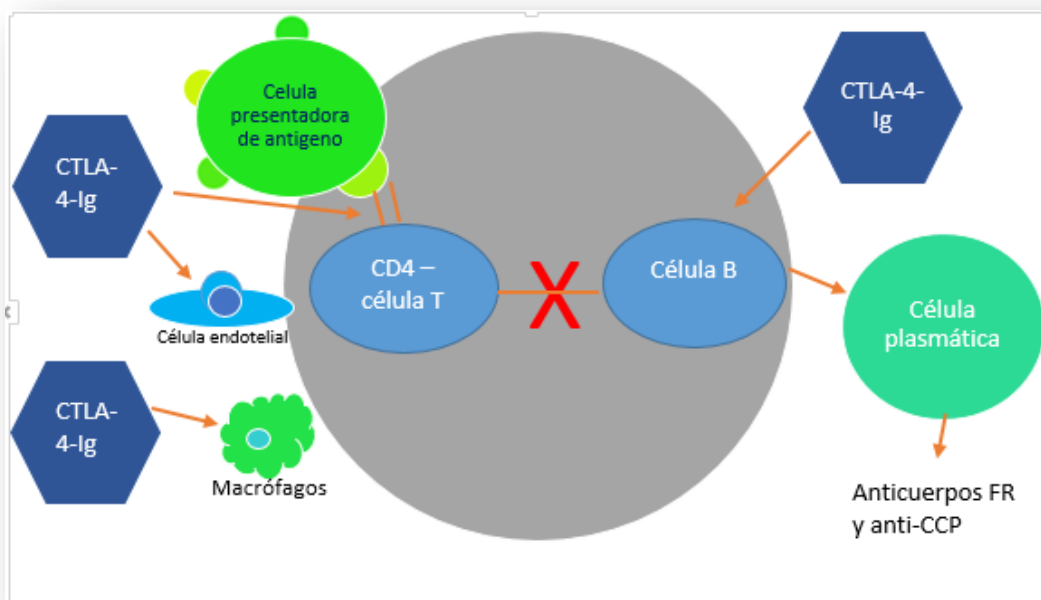 Celula
presentadora
de antigeno
CTLA-4-
Ig
CTLA-
4-Ig
CD4 –
célula T
X
Célula B
Célula endotelial
Célula
plasmática
CTLA-
4-Ig
Macrófagos
Anticuerpos FR
y anti-CCP